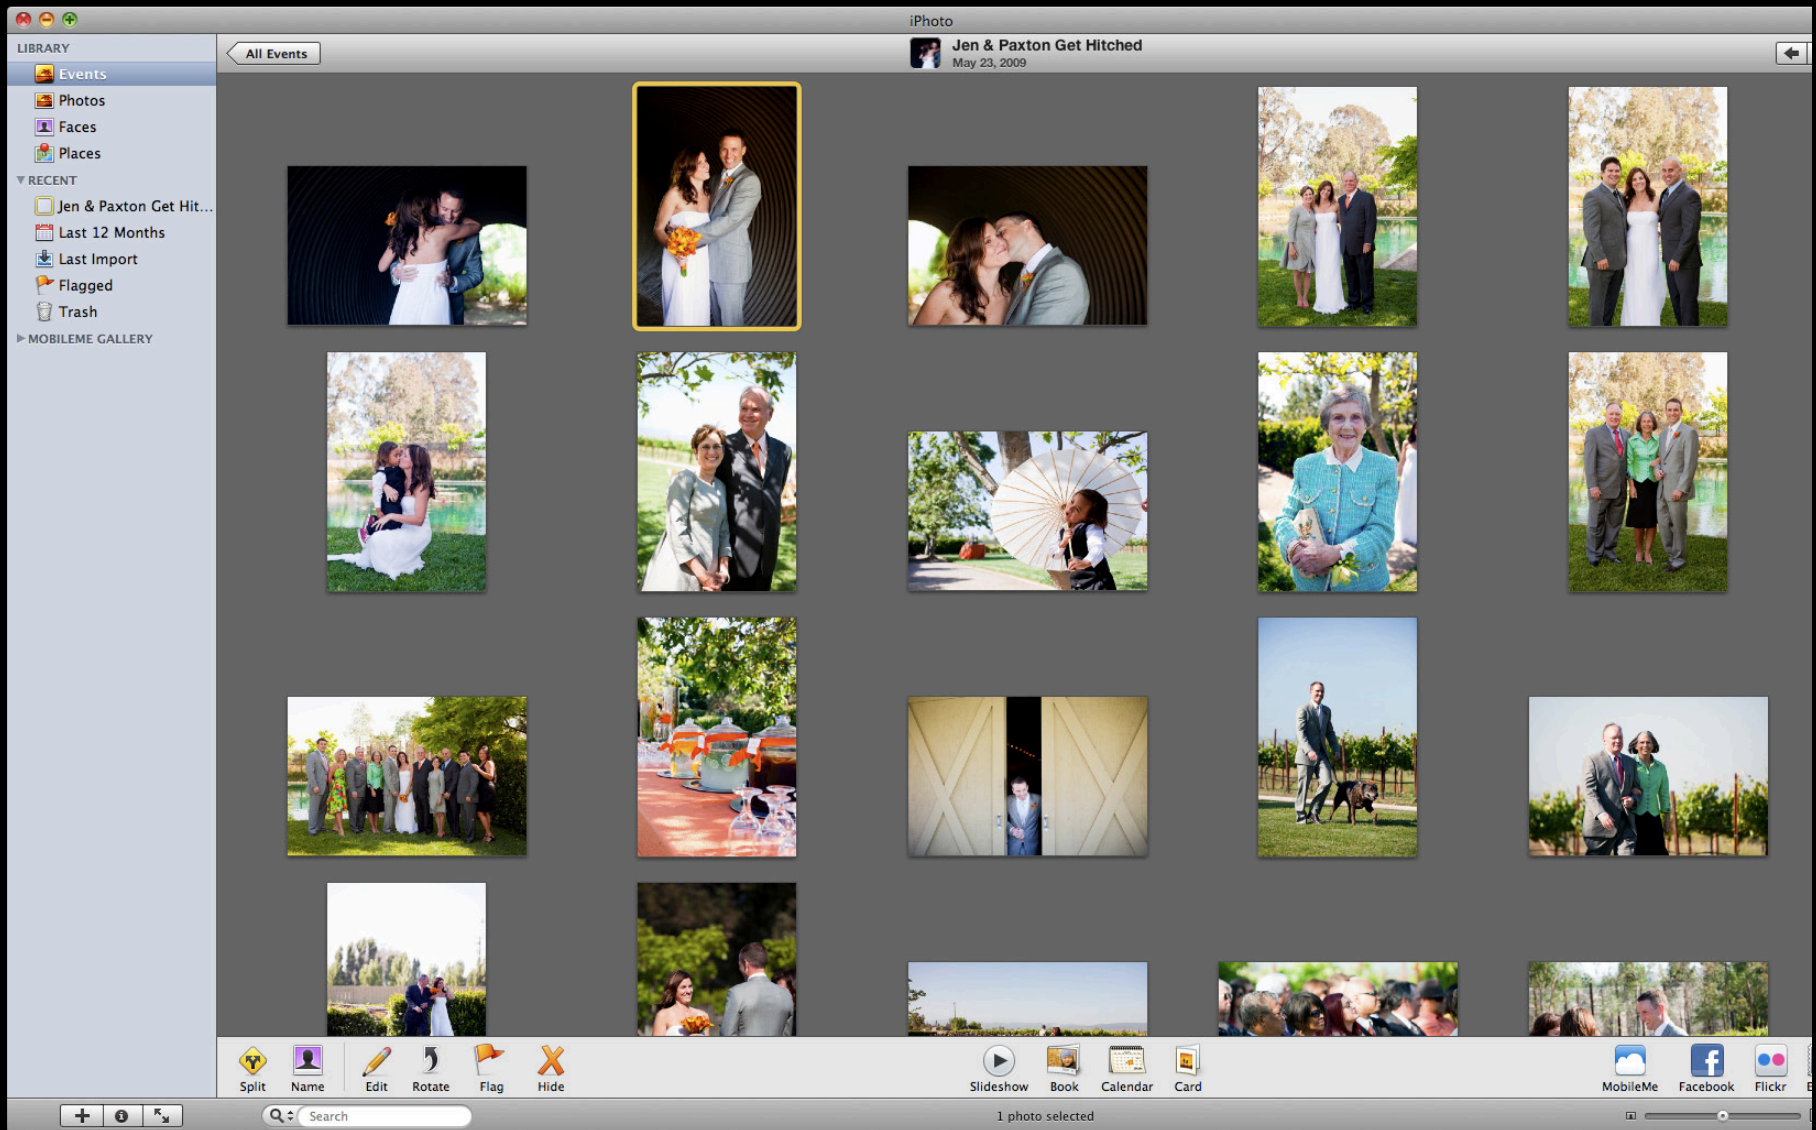 iPhoto
LIBRARY
Events
Photos
Faces
Places
RECENT
Jen & Paxton Get Hit...
Last 12 Months
Last Import
Flagged
Trash
MOBILEME GALLERY
All Events
Jen & Paxton Get Hitched
May 23, 2009
Split
Name
Edit
Rotate
Flag
Hide
Slideshow
Book
Calendar
Card
MobileMe
Facebook
Flickr
Search
1 photo selected